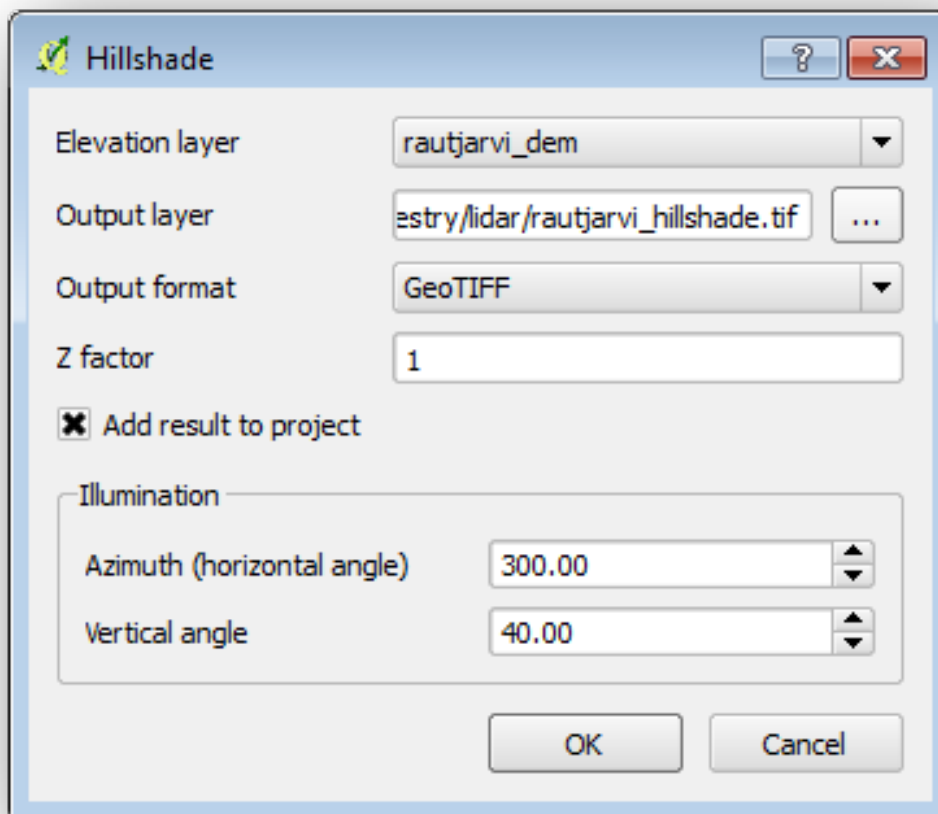 Hillshade
?
Elevation layer rautjarvi_dem
Output layer estry/lidar/rautjarvi_hillshade.tif ...
Output format GeoTIFF
Z factor 1
Add result to project
Illumination
Azimuth (horizontal angle) 300.00
Vertical angle 40.00
OK Cancel